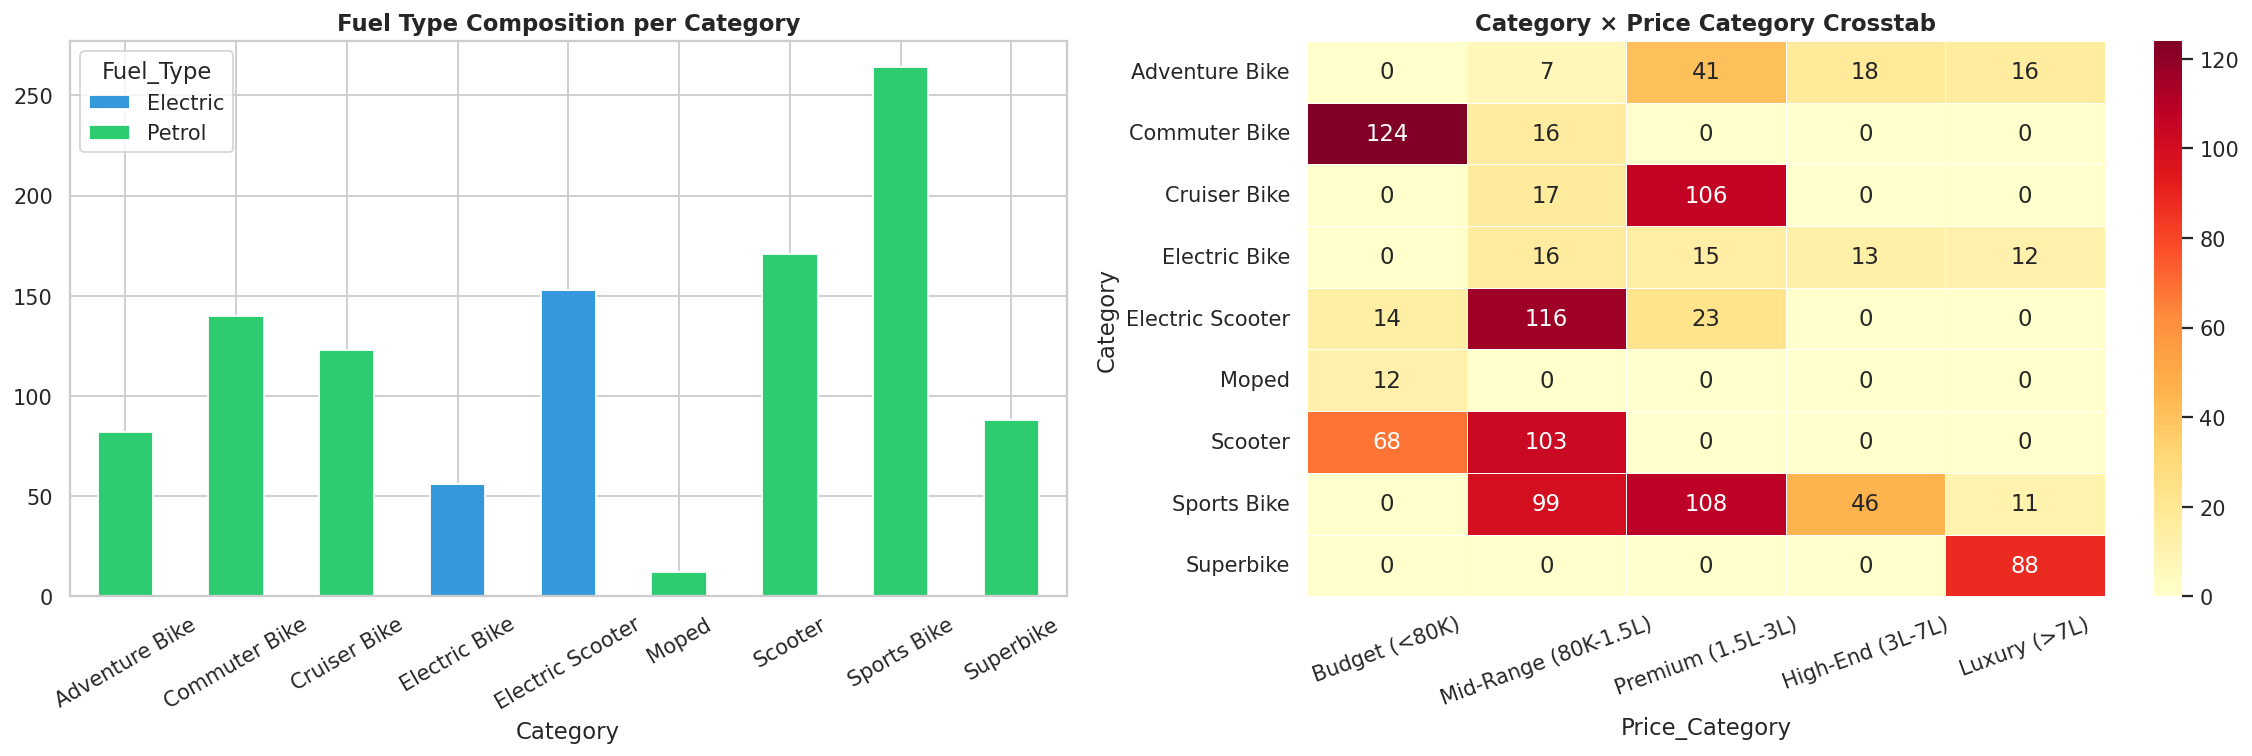 Fuel Type Composition per Category
Fuel_Type
Electric
Petrol
250
200
150
100
50
0
Adventure Bike
Commuter Bike
Cruiser Bike
Electric Bike
Electric Scooter
Moped
Scooter
Sports Bike
Superbike
Category
Category × Price Category Crosstab
Category
Adventure Bike 0 7 41 18 16
Commuter Bike 124 16 0 0 0
Cruiser Bike 0 17 106 0 0
Electric Bike 0 16 15 13 12
Electric Scooter 14 116 23 0 0
Moped 12 0 0 0 0
Scooter 68 103 0 0 0
Sports Bike 0 99 108 46 11
Superbike 0 0 0 0 88
Budget (<80K)
Mid-Range (80K-1.5L)
Premium (1.5L-3L)
High-End (3L-7L)
Luxury (>7L)
Price_Category
120
100
80
60
40
20
0